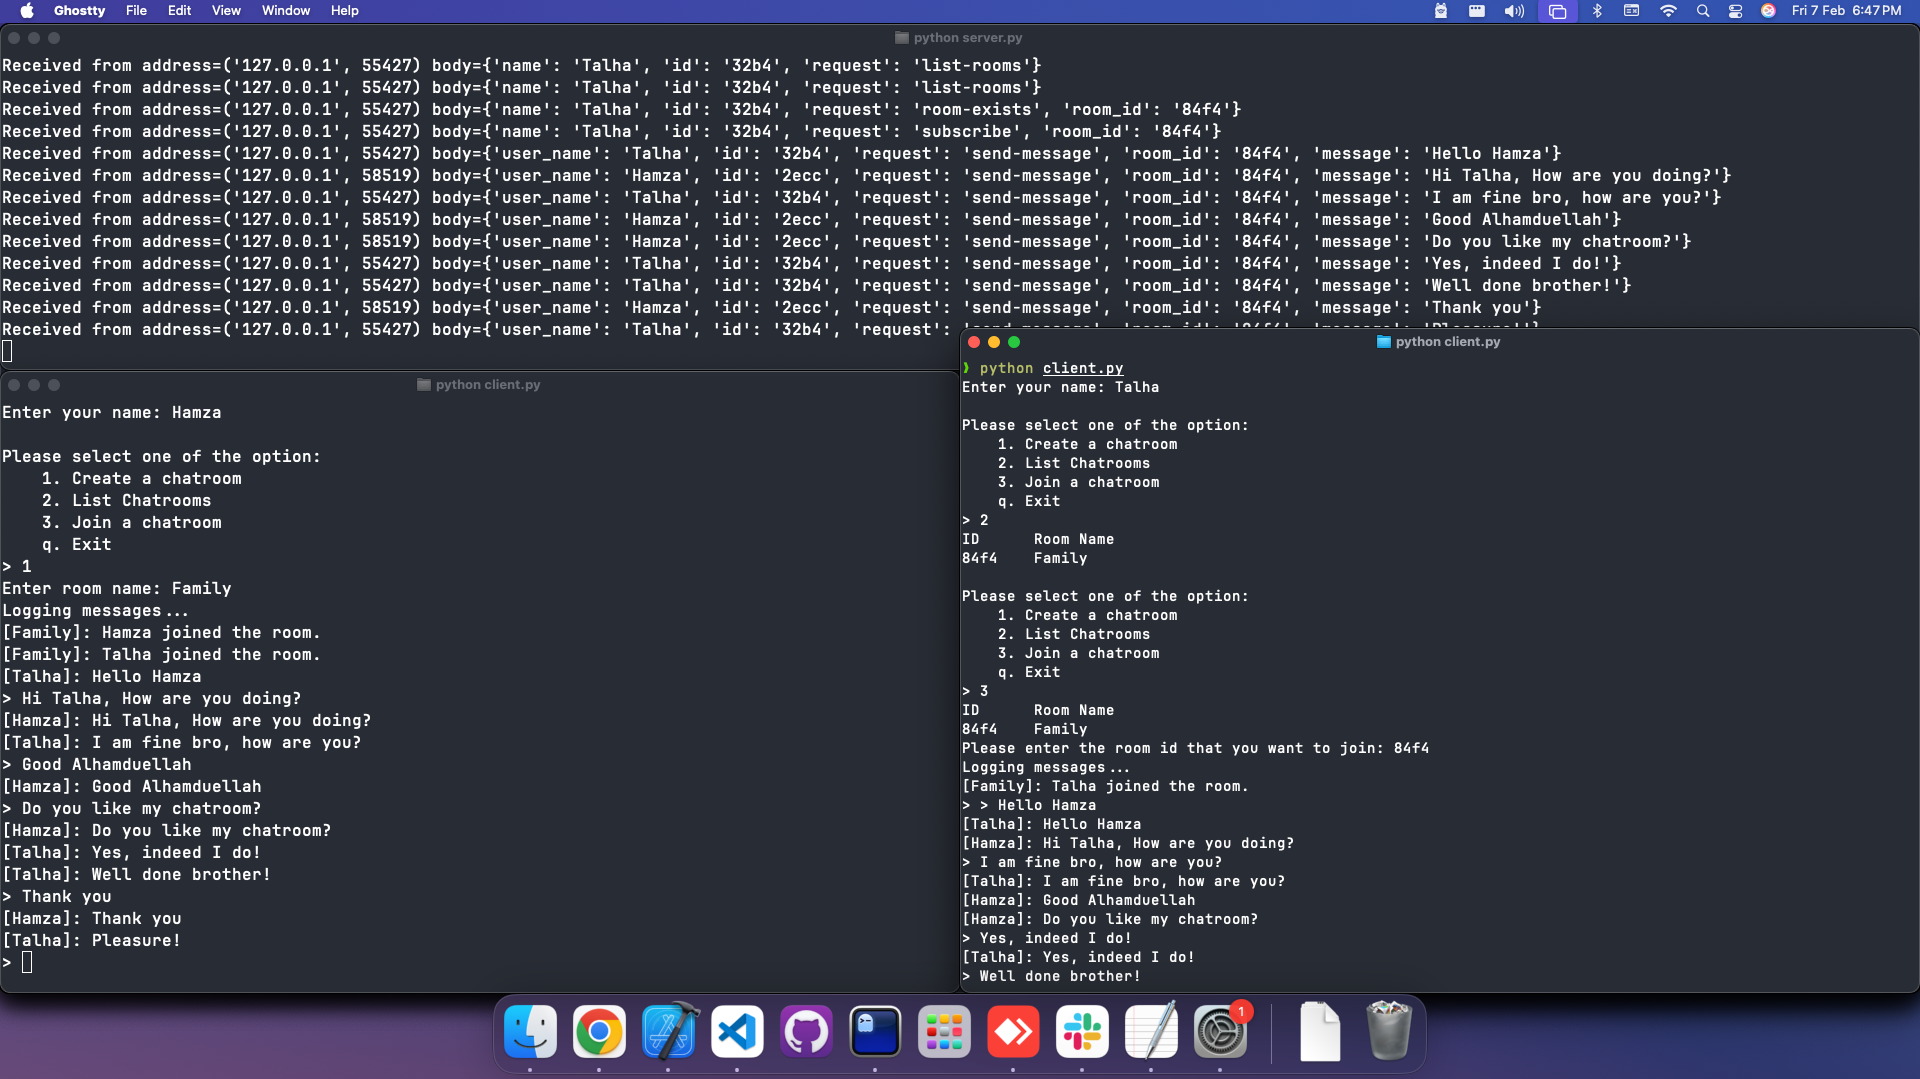 Ghostty File Edit View Window Help Fri 7 Feb 6:47 PM
python server.py
Received from address=('127.0.0.1', 55427) body={'name': 'Talha', 'id': '32b4', 'request': 'list-rooms'}
Received from address=('127.0.0.1', 55427) body={'name': 'Talha', 'id': '32b4', 'request': 'list-rooms'}
Received from address=('127.0.0.1', 55427) body={'name': 'Talha', 'id': '32b4', 'request': 'room-exists', 'room_id': '84f4'}
Received from address=('127.0.0.1', 55427) body={'name': 'Talha', 'id': '32b4', 'request': 'subscribe', 'room_id': '84f4'}
Received from address=('127.0.0.1', 55427) body={'user_name': 'Talha', 'id': '32b4', 'request': 'send-message', 'room_id': '84f4', 'message': 'Hello Hamza'}
Received from address=('127.0.0.1', 58519) body={'user_name': 'Hamza', 'id': '2ecc', 'request': 'send-message', 'room_id': '84f4', 'message': 'Hi Talha, How are you doing?'}
Received from address=('127.0.0.1', 55427) body={'user_name': 'Talha', 'id': '32b4', 'request': 'send-message', 'room_id': '84f4', 'message': 'I am fine bro, how are you?'}
Received from address=('127.0.0.1', 58519) body={'user_name': 'Hamza', 'id': '2ecc', 'request': 'send-message', 'room_id': '84f4', 'message': 'Good Alhamduellah'}
Received from address=('127.0.0.1', 58519) body={'user_name': 'Hamza', 'id': '2ecc', 'request': 'send-message', 'room_id': '84f4', 'message': 'Do you like my chatroom?'}
Received from address=('127.0.0.1', 55427) body={'user_name': 'Talha', 'id': '32b4', 'request': 'send-message', 'room_id': '84f4', 'message': 'Yes, indeed I do!'}
Received from address=('127.0.0.1', 55427) body={'user_name': 'Talha', 'id': '32b4', 'request': 'send-message', 'room_id': '84f4', 'message': 'Well done brother!'}
Received from address=('127.0.0.1', 58519) body={'user_name': 'Hamza', 'id': '2ecc', 'request': 'send-message', 'room_id': '84f4', 'message': 'Thank you'}
Received from address=('127.0.0.1', 55427) body={'user_name': 'Talha', 'id': '32b4', 'request':
python client.py
Enter your name: Hamza
Please select one of the option:
1. Create a chatroom
2. List Chatrooms
3. Join a chatroom
q. Exit
> 1
Enter room name: Family
Logging messages...
[Family]: Hamza joined the room.
[Family]: Talha joined the room.
[Talha]: Hello Hamza
> Hi Talha, How are you doing?
[Hamza]: Hi Talha, How are you doing?
[Talha]: I am fine bro, how are you?
> Good Alhamduellah
[Hamza]: Good Alhamduellah
> Do you like my chatroom?
[Hamza]: Do you like my chatroom?
[Talha]: Yes, indeed I do!
[Talha]: Well done brother!
> Thank you
[Hamza]: Thank you
[Talha]: Pleasure!
>
python client.py
❯ python client.py
Enter your name: Talha
Please select one of the option:
1. Create a chatroom
2. List Chatrooms
3. Join a chatroom
q. Exit
> 2
ID Room Name
84f4 Family
Please select one of the option:
1. Create a chatroom
2. List Chatrooms
3. Join a chatroom
q. Exit
> 3
ID Room Name
84f4 Family
Please enter the room id that you want to join: 84f4
Logging messages...
[Family]: Talha joined the room.
> > Hello Hamza
[Talha]: Hello Hamza
[Hamza]: Hi Talha, How are you doing?
> I am fine bro, how are you?
[Talha]: I am fine bro, how are you?
[Hamza]: Good Alhamduellah
[Hamza]: Do you like my chatroom?
> Yes, indeed I do!
[Talha]: Yes, indeed I do!
> Well done brother!
1